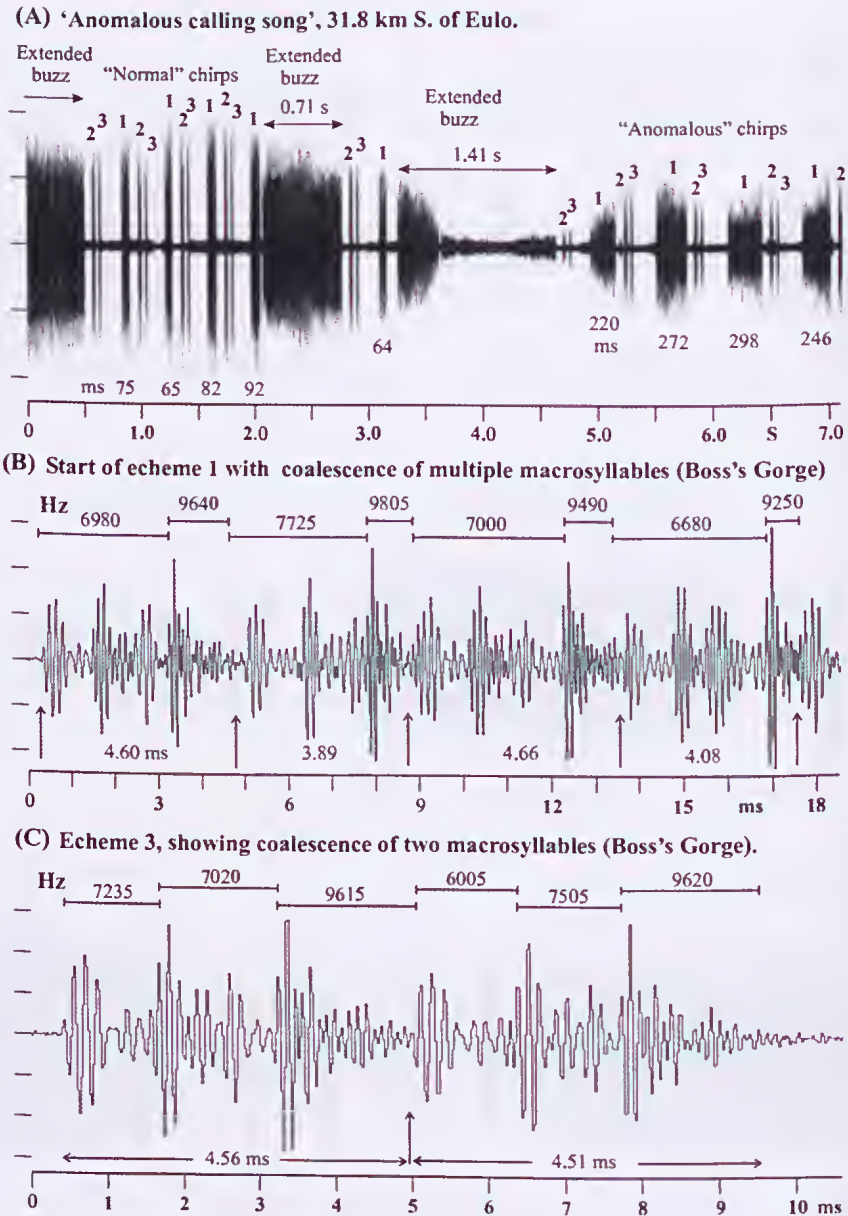 (A) ‘Anomalous calling song’, 31.8 km S. of Eulo.
Extended buzz
“Normal” chirps
Extended buzz
0.71 s
Extended buzz
1.41 s
“Anomalous” chirps
2 3 1 2 3 1 2 3 1 2 3 1 2 3 1 2 3 1 2 3 1 2 3 1 2 3 1 2
64
220 ms 272 298 246
ms 75 65 82 92
0 1.0 2.0 3.0 4.0 5.0 6.0 S 7.0
(B) Start of echeme 1 with coalescence of multiple macrosyllables (Boss’s Gorge)
Hz
9640 9805 9490 9250
6980 7725 7000 6680
4.60 ms 3.89 4.66 4.08
0 3 6 9 12 15 ms 18
(C) Echeme 3, showing coalescence of two macrosyllables (Boss’s Gorge).
Hz
7235 7020 9615 6005 7505 9620
4.56 ms 4.51 ms
0 1 2 3 4 5 6 7 8 9 10 ms